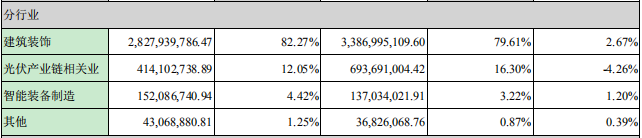 分行业
建筑装饰 2,827,939,786.47 82.27% 3,386,995,109.60 79.61% 2.67%
光伏产业链相关业 414,102,738.89 12.05% 693,691,004.42 16.30% -4.26%
智能装备制造 152,086,740.94 4.42% 137,034,021.91 3.22% 1.20%
其他 43,068,880.81 1.25% 36,826,068.76 0.87% 0.39%